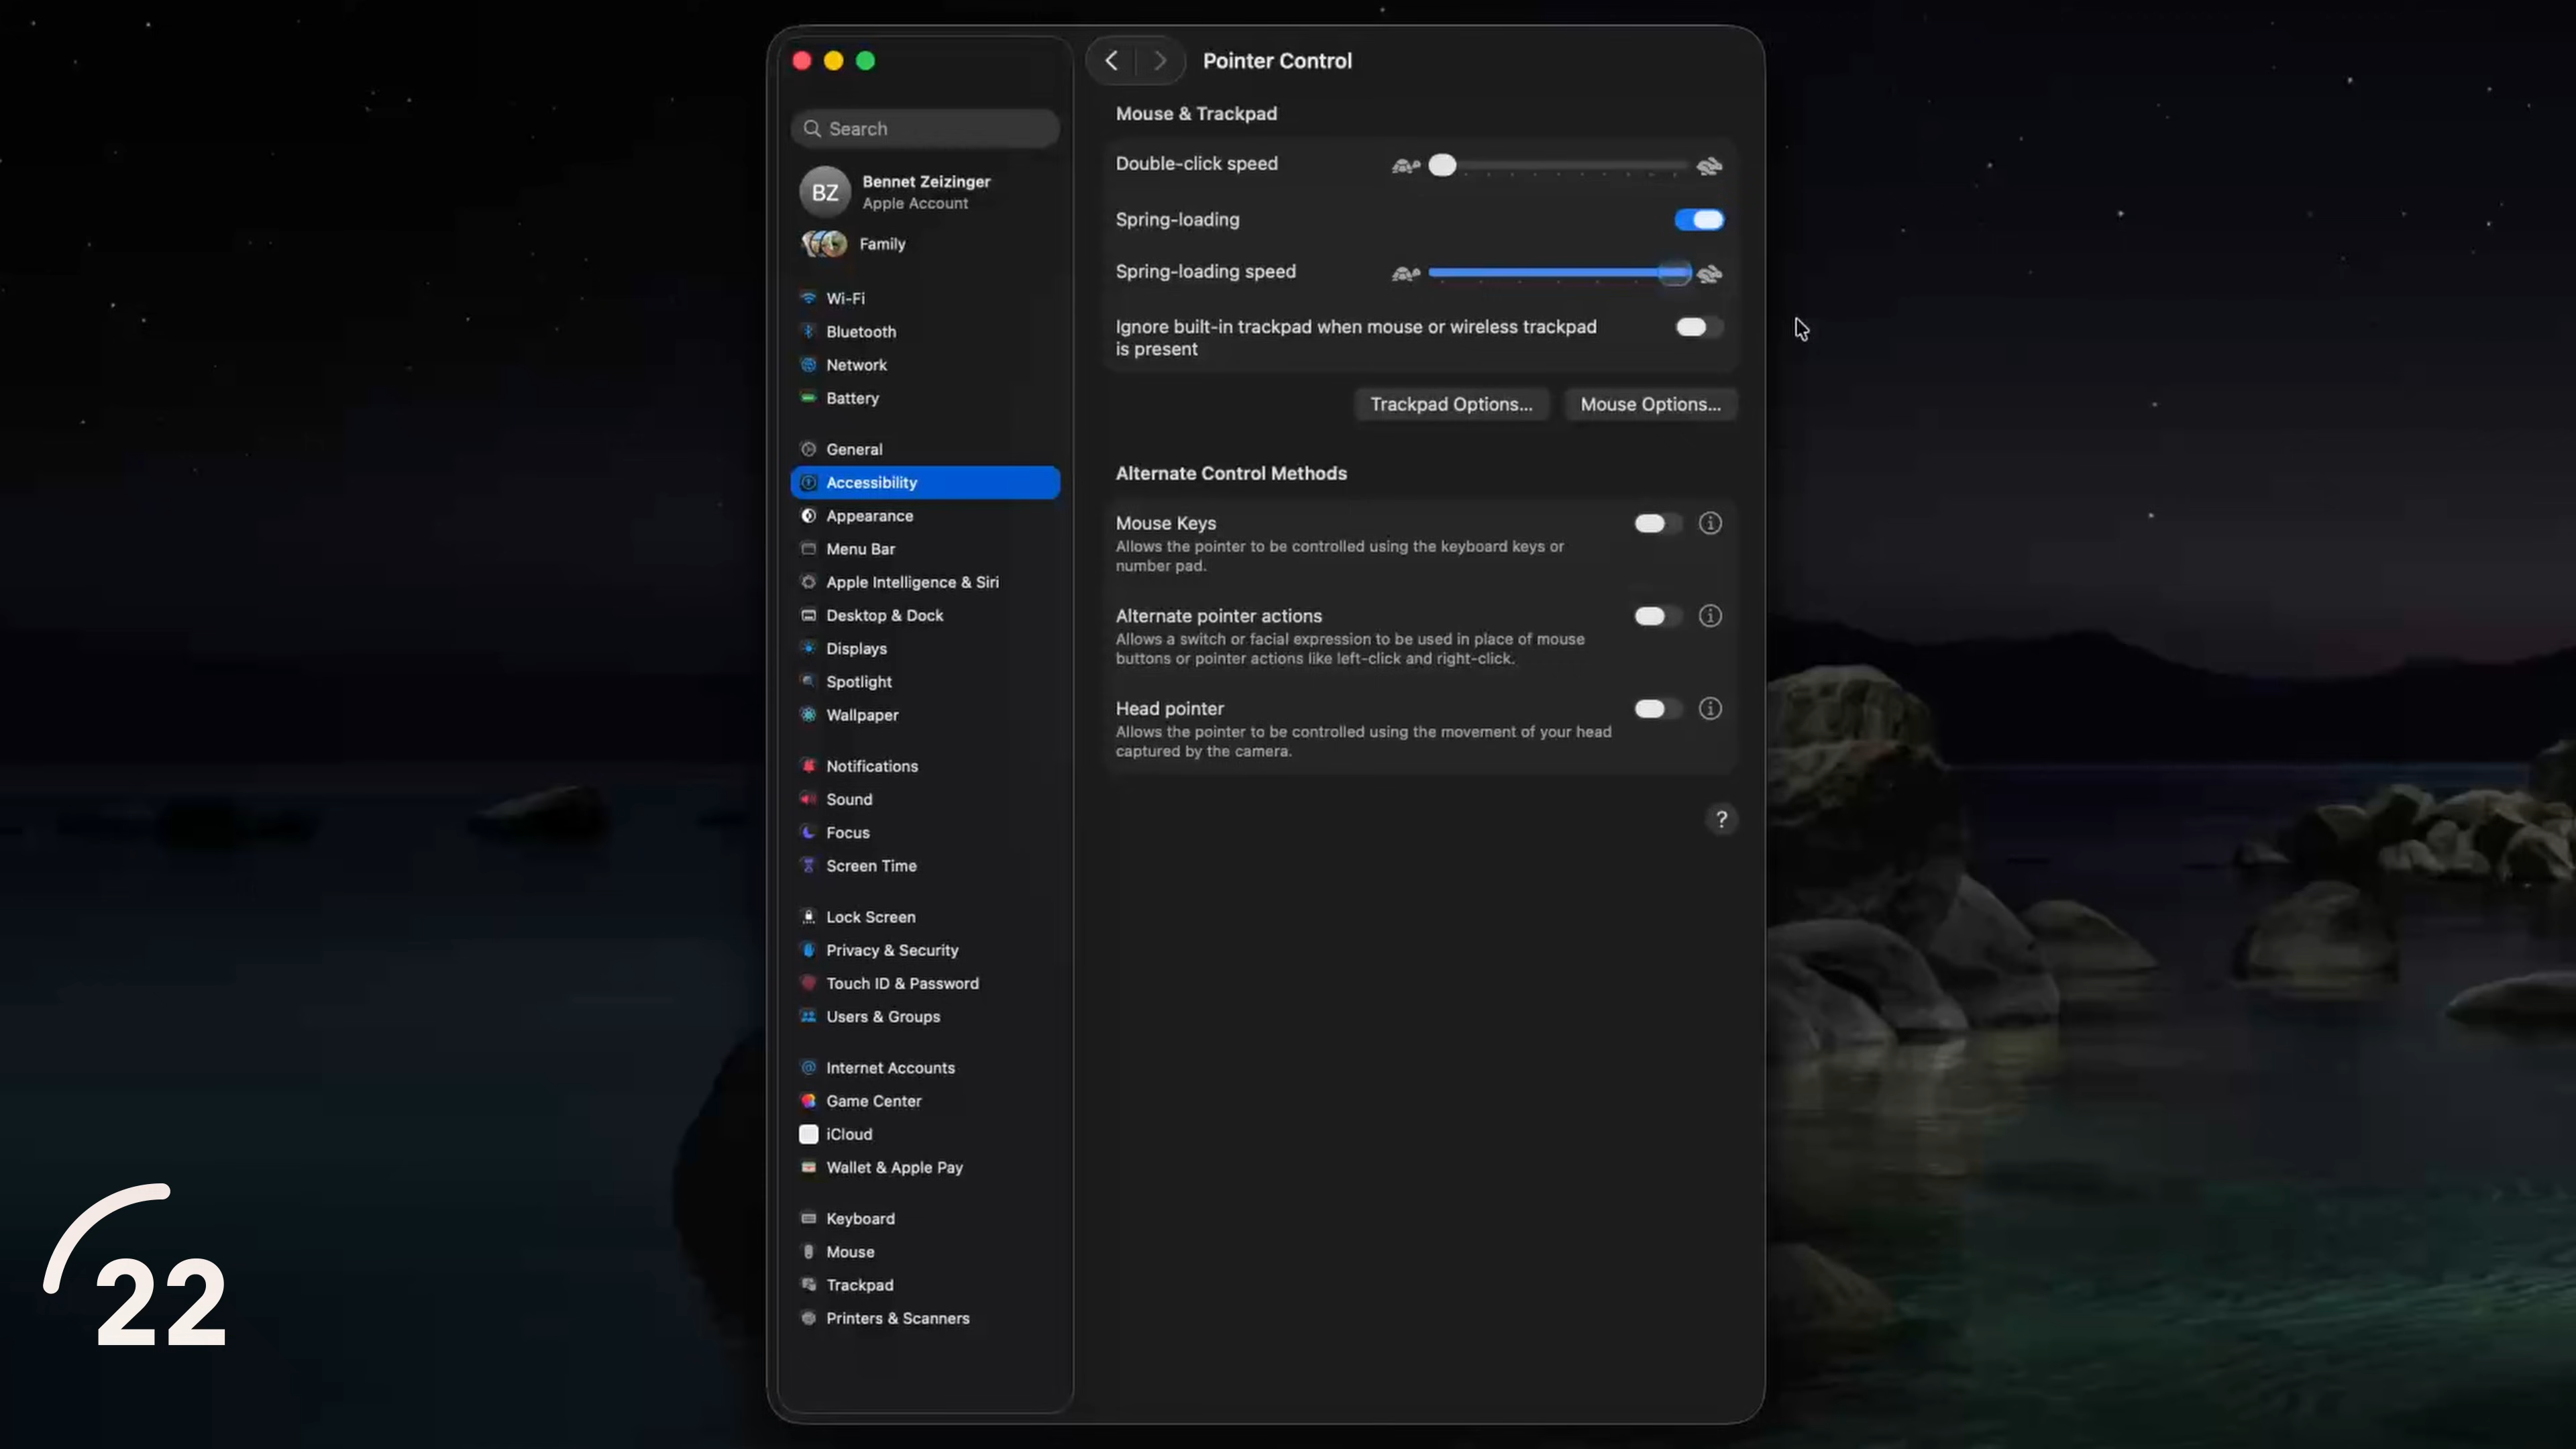 Search
BZ
Bennet Zeizinger
Apple Account
Family
Wi-Fi
Bluetooth
Network
Battery
General
Accessibility
Appearance
Menu Bar
Apple Intelligence & Siri
Desktop & Dock
Displays
Spotlight
Wallpaper
Notifications
Sound
Focus
Screen Time
Lock Screen
Privacy & Security
Touch ID & Password
Users & Groups
Internet Accounts
Game Center
iCloud
Wallet & Apple Pay
Keyboard
Mouse
Trackpad
Printers & Scanners
Pointer Control
Mouse & Trackpad
Double-click speed
Spring-loading
Spring-loading speed
Ignore built-in trackpad when mouse or wireless trackpad
is present
Trackpad Options...
Mouse Options...
Alternate Control Methods
Mouse Keys
Allows the pointer to be controlled using the keyboard keys or
number pad.
Alternate pointer actions
Allows a switch or facial expression to be used in place of mouse
buttons or pointer actions like left-click and right-click.
Head pointer
Allows the pointer to be controlled using the movement of your head
captured by the camera.
?
22